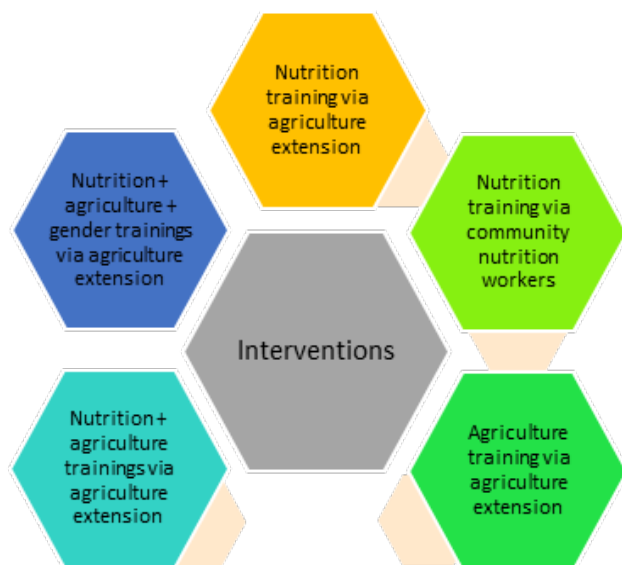 Nutrition
training via
agriculture
extension
Nutrition +
agriculture +
gender trainings
via agriculture
extension
Nutrition
training via
community
nutrition
workers
Interventions
Nutrition +
agriculture
trainings via
agriculture
extension
Agriculture
training via
agriculture
extension